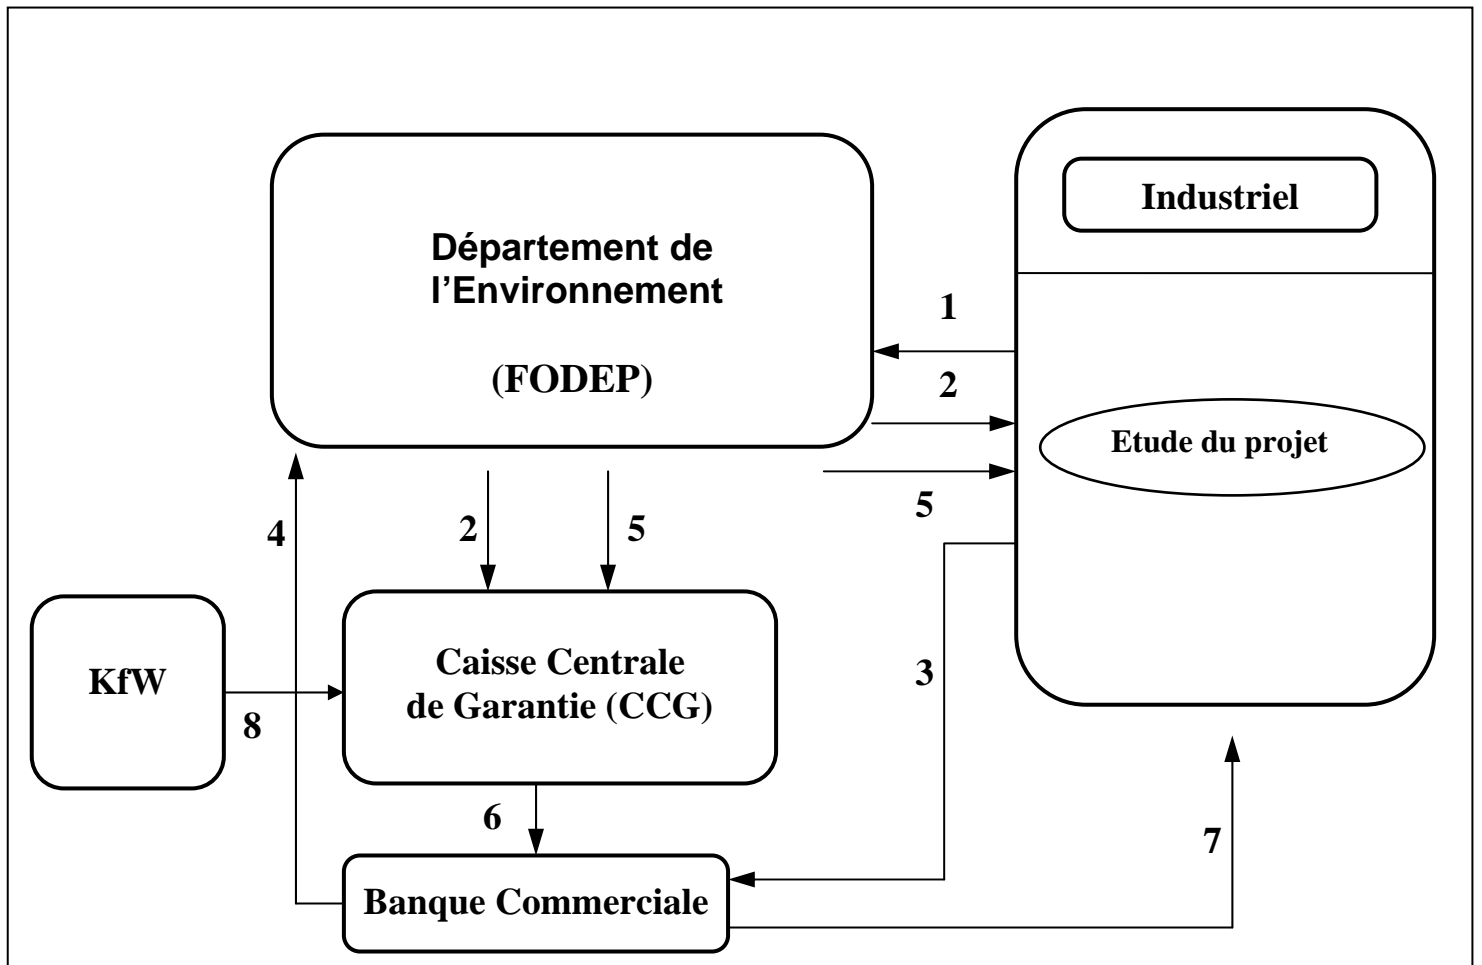 Industriel
Département de
l’Environnement
(FODEP)
1
2
Etude du projet
5
4
2
5
KfW
Caisse Centrale
de Garantie (CCG)
3
8
6
7
Banque Commerciale